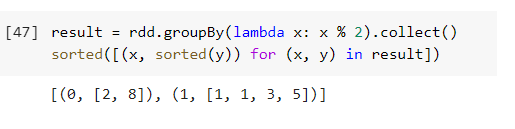 [47] result = rdd.groupBy(lambda x: x % 2).collect()
sorted([(x, sorted(y)) for (x, y) in result])
[(0, [2, 8]), (1, [1, 1, 3, 5])]